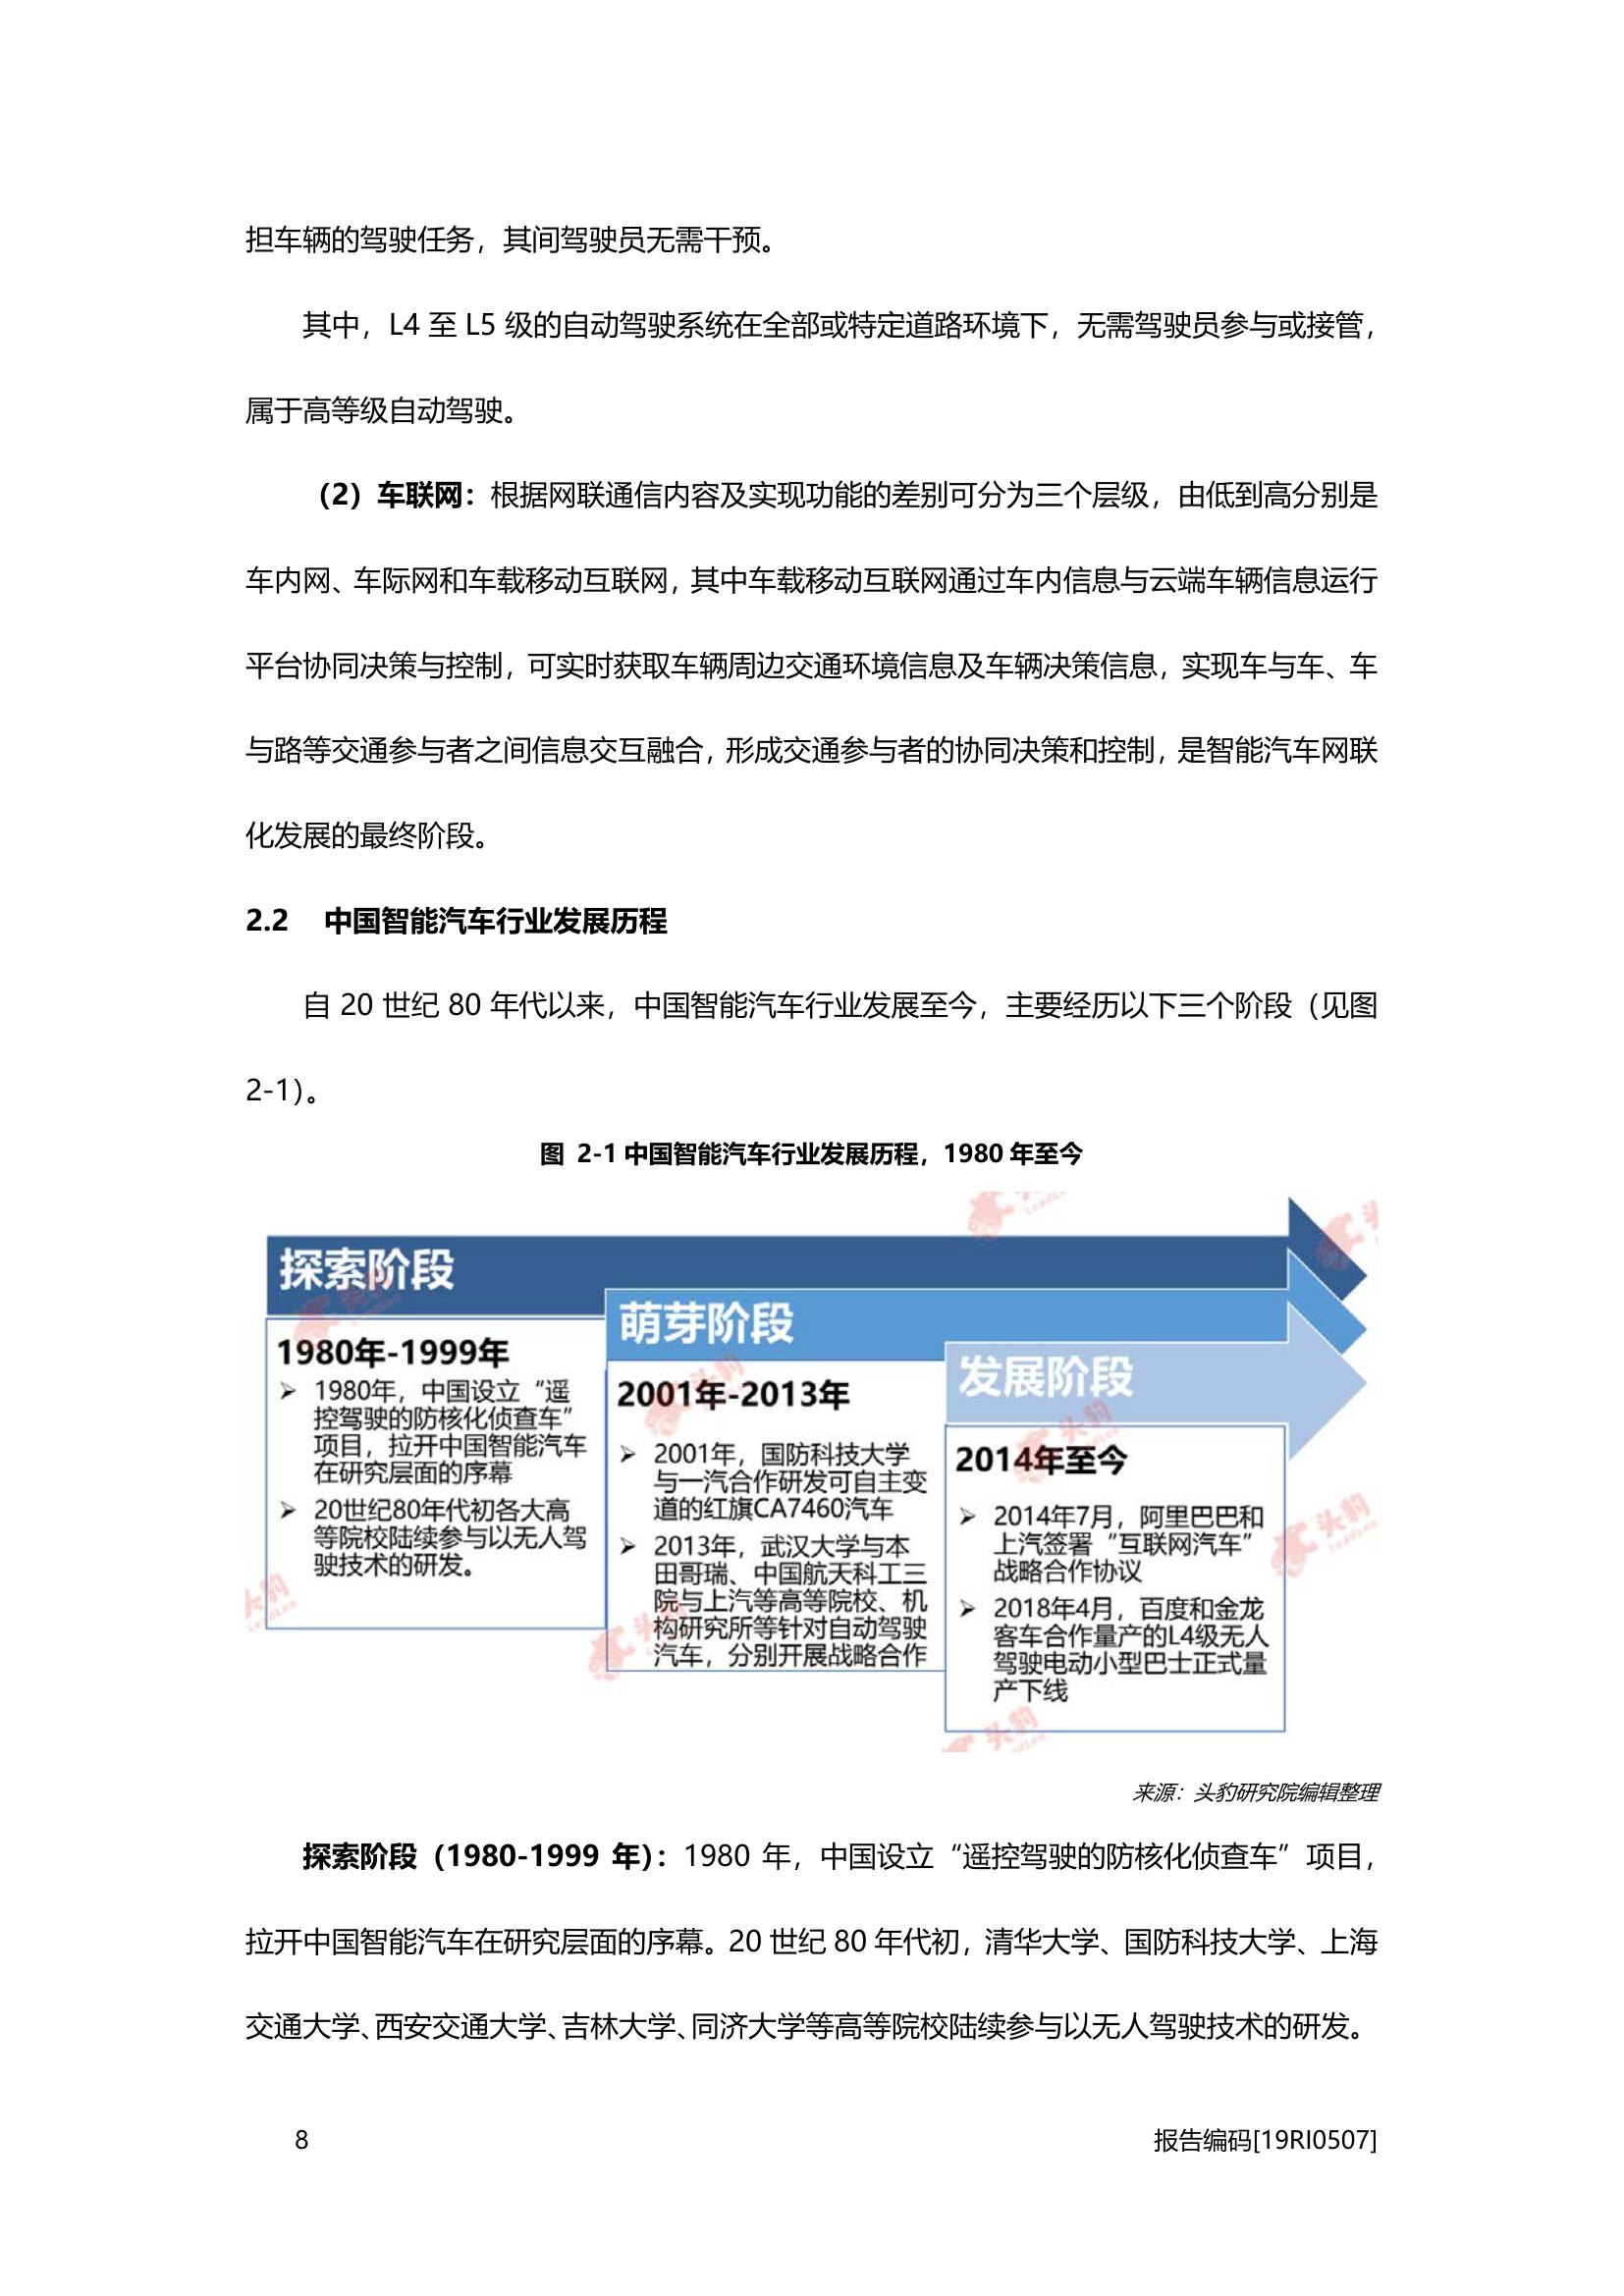 担车辆的驾驶任务，其间驾驶员无需干预。
其中，L4 至 L5 级的自动驾驶系统在全部或特定道路环境下，无需驾驶员参与或接管，
属于高等级自动驾驶。
（2）车联网：根据网联通信内容及实现功能的差别可分为三个层级，由低到高分别是
车内网、车际网和车载移动互联网，其中车载移动互联网通过车内信息与云端车辆信息运行
平台协同决策与控制，可实时获取车辆周边交通环境信息及车辆决策信息，实现车与车、车
与路等交通参与者之间信息交互融合，形成交通参与者的协同决策和控制，是智能汽车网联
化发展的最终阶段。
2.2 中国智能汽车行业发展历程
自 20 世纪 80 年代以来，中国智能汽车行业发展至今，主要经历以下三个阶段（见图
2-1）。
图 2-1 中国智能汽车行业发展历程，1980 年至今
探索阶段
1980年-1999年
➢ 1980年，中国设立“遥
控驾驶的防核化侦查车”
项目，拉开中国智能汽车
在研究层面的序幕
➢ 20世纪80年代初各大高
等院校陆续参与以无人驾
驶技术的研发。
萌芽阶段
2001年-2013年
➢ 2001年，国防科技大学
与一汽合作研发可自主变
道的红旗CA7460汽车
➢ 2013年，武汉大学与本
田哥瑞、中国航天科工三
院与上汽等高等院校、机
构研究所等针对自动驾驶
汽车，分别开展战略合作
发展阶段
2014年至今
➢ 2014年7月，阿里巴巴和
上汽签署“互联网汽车”
战略合作协议
➢ 2018年4月，百度和金龙
客车合作量产的L4级无人
驾驶电动小型巴士正式量
产下线
头豹
LeadLeo
来源：头豹研究院编辑整理
探索阶段（1980-1999 年）：1980 年，中国设立“遥控驾驶的防核化侦查车”项目，
拉开中国智能汽车在研究层面的序幕。20 世纪 80 年代初，清华大学、国防科技大学、上海
交通大学、西安交通大学、吉林大学、同济大学等高等院校陆续参与以无人驾驶技术的研发。
8
报告编码[19RI0507]